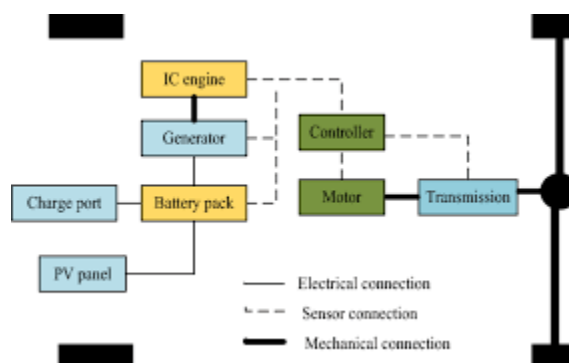 IC engine
Generator
Controller
Charge port
Battery pack
Motor
Transmission
PV panel
Electrical connection
Sensor connection
Mechanical connection